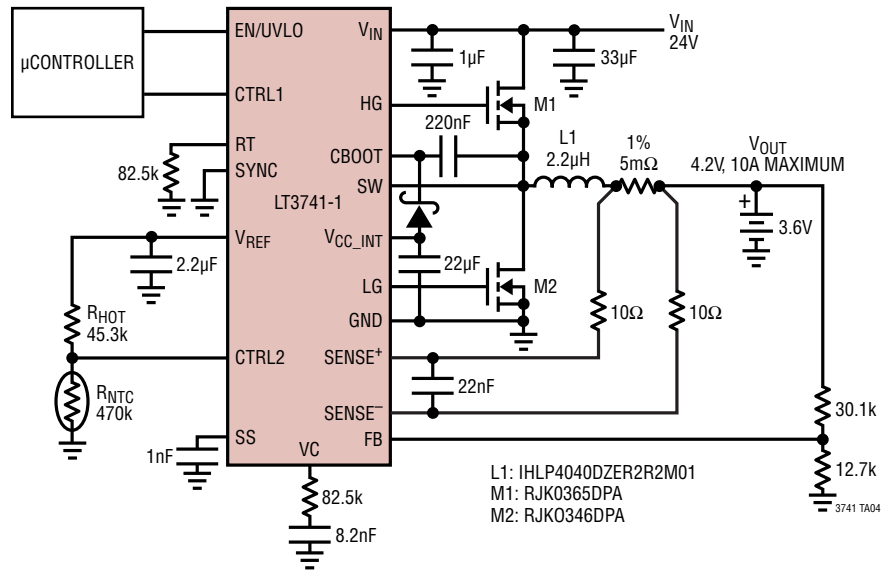 µCONTROLLER
EN/UVLO
CTRL1
RT
SYNC
82.5k
LT3741-1
VREF
2.2µF
RHOT
45.3k
CTRL2
RNTC
470k
SS
1nF
VC
82.5k
8.2nF
VIN
1µF
33µF
VIN
24V
HG
M1
220nF
CBOOT
SW
L1
2.2µH
1%
5mΩ
VOUT
4.2V, 10A MAXIMUM
+
3.6V
VCC_INT
22µF
LG
M2
GND
10Ω
10Ω
SENSE+
22nF
SENSE–
FB
30.1k
12.7k
L1: IHLP4040DZER2R2M01
M1: RJK0365DPA
M2: RJKO346DPA
3741 TA04